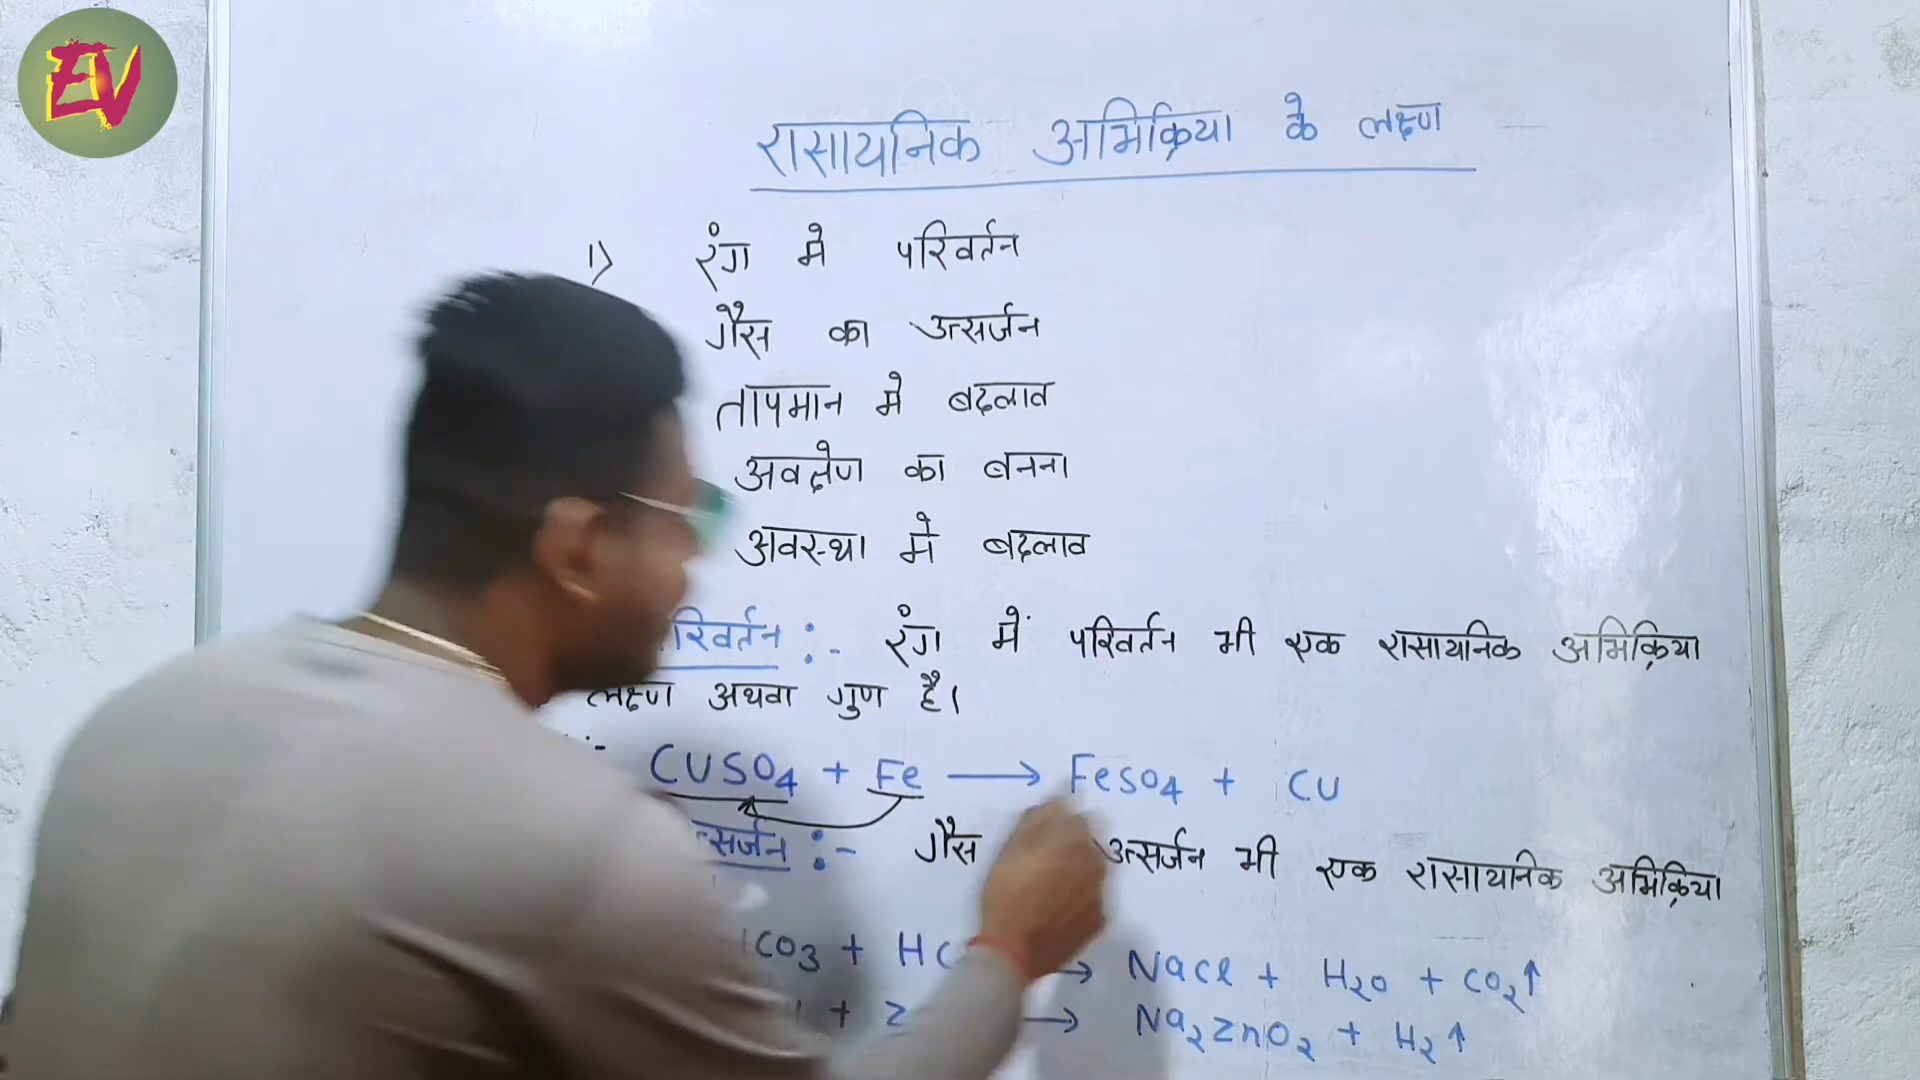 EV
रासायनिक अभिक्रिया के लक्ष्ण
1) रंग मे परिवर्तन
गैस का उत्सर्जन
तापमान मे बदलाव
अवक्षेण का बनना
अवस्था मे बदलाव
रिवर्तन :- रंग में परिवर्तन भी एक रासायनिक अभिक्रिया
लक्ष्ण अथवा गुण है।
:- CUSO4 + Fe → FeSO4 + CU
त्सर्जन :- गैस उत्सर्जन भी एक रासायनिक अभिक्रिया
CO3 + HC → NaCl + H2O + CO2↑
+ Z → Na2ZnO2 + H2↑